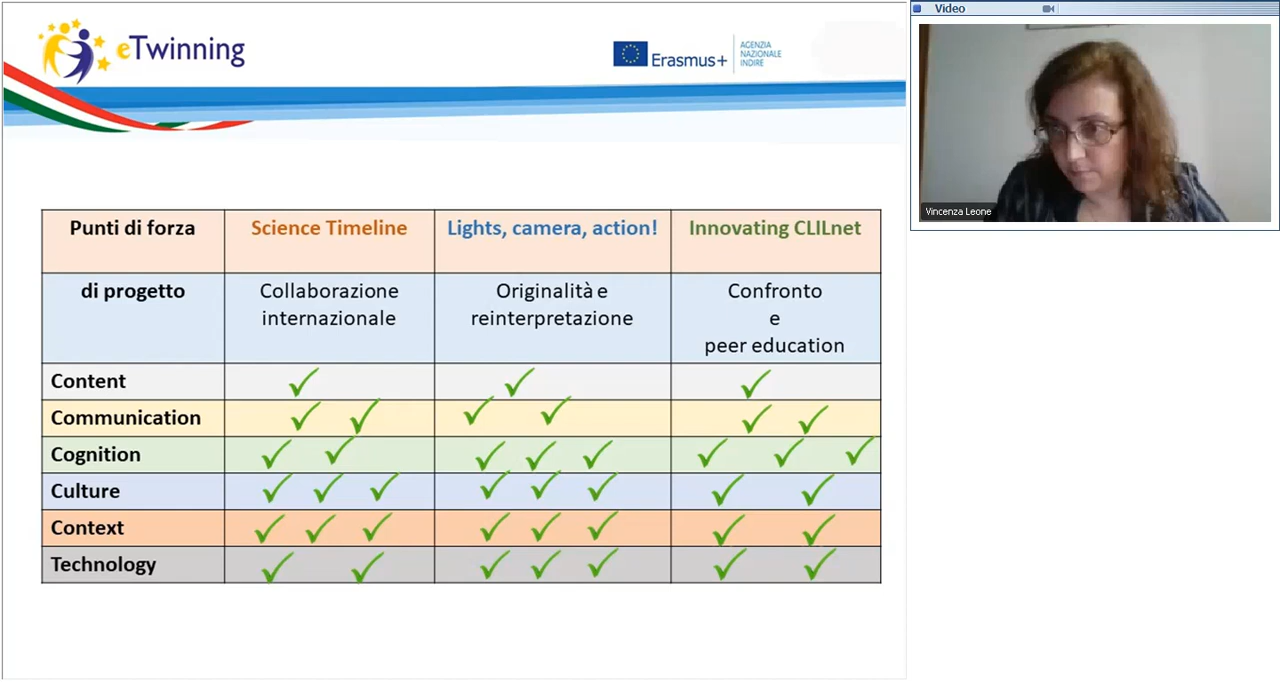 eTwinning
Erasmus+
AGENZIA
NAZIONALE
INDIRE
Video
Vincenza Leone
Punti di forza
Science Timeline
Lights, camera, action!
Innovating CLILnet
di progetto
Collaborazione
internazionale
Originalità e
reinterpretazione
Confronto
e
peer education
Content
Communication
Cognition
Culture
Context
Technology